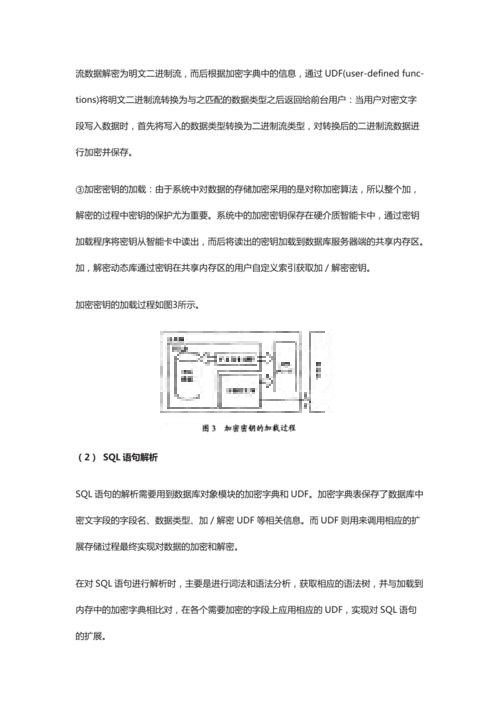 流数据解密为明文二进制流，而后根据加密字典中的信息，通过 UDF(user-defined func-
tions)将明文二进制流转换为与之匹配的数据类型之后返回给前台用户：当用户对密文字
段写入数据时，首先将写入的数据类型转换为二进制流类型，对转换后的二进制流数据进
行加密并保存。
③加密密钥的加载：由于系统中对数据的存储加密采用的是对称加密算法，所以整个加，
解密的过程中密钥的保护尤为重要。系统中的加密密钥保存在硬介质智能卡中，通过密钥
加载程序将密钥从智能卡中读出，而后将读出的密钥加载到数据库服务器端的共享内存区。
加，解密动态库通过密钥在共享内存区的用户自定义索引获取加／解密密钥。
加密密钥的加载过程如图3所示。
图 3 加密密钥的加载过程
（2） SQL语句解析
SQL 语句的解析需要用到数据库对象模块的加密字典和 UDF。加密字典表保存了数据库中
密文字段的字段名、数据类型、加／解密 UDF 等相关信息。而 UDF 则用来调用相应的扩
展存储过程最终实现对数据的加密和解密。
在对 SQL 语句进行解析时，主要是进行词法和语法分析，获取相应的语法树，并与加载到
内存中的加密字典相比对，在各个需要加密的字段上应用相应的 UDF，实现对 SQL 语句
的扩展。